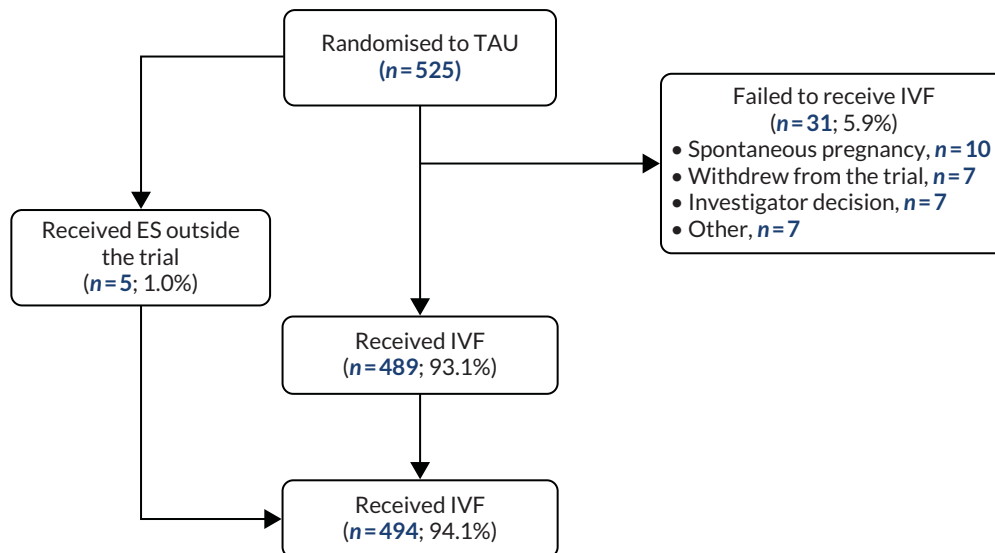 Randomised to TAU
(n=525)
Failed to receive IVF
(n=31; 5.9%)
• Spontaneous pregnancy, n=10
• Withdrew from the trial, n=7
• Investigator decision, n=7
• Other, n=7
Received ES outside
the trial
(n=5; 1.0%)
Received IVF
(n=489; 93.1%)
Received IVF
(n=494; 94.1%)